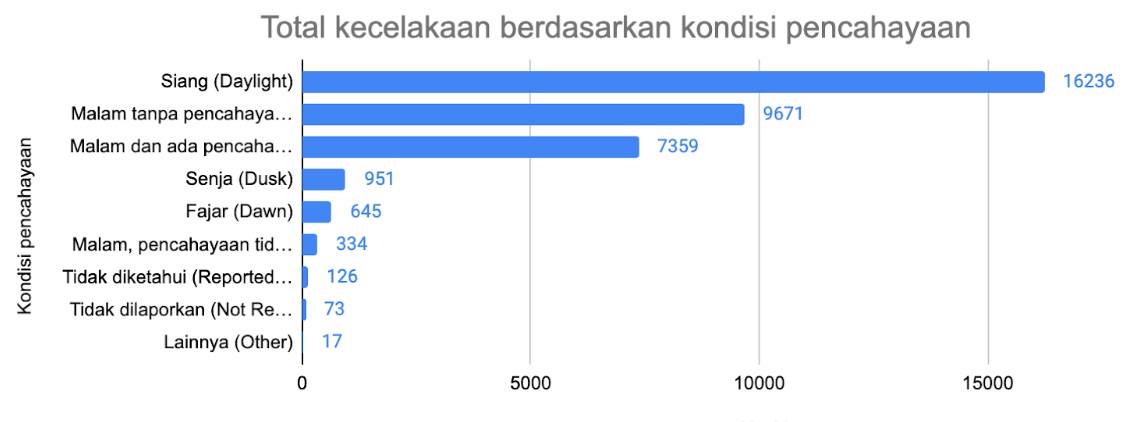 Total kecelakaan berdasarkan kondisi pencahayaan
Kondisi pencahayaan
Siang (Daylight) 16236
Malam tanpa pencahaya… 9671
Malam dan ada pencaha… 7359
Senja (Dusk) 951
Fajar (Dawn) 645
Malam, pencahayaan tid… 334
Tidak diketahui (Reported… 126
Tidak dilaporkan (Not Re… 73
Lainnya (Other) 17
0 5000 10000 15000